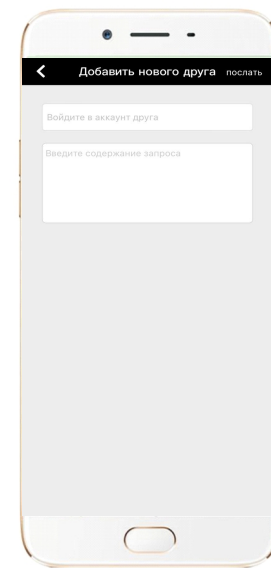 Добавить нового друга послать
Войдите в аккаунт друга
Введите содержание запроса